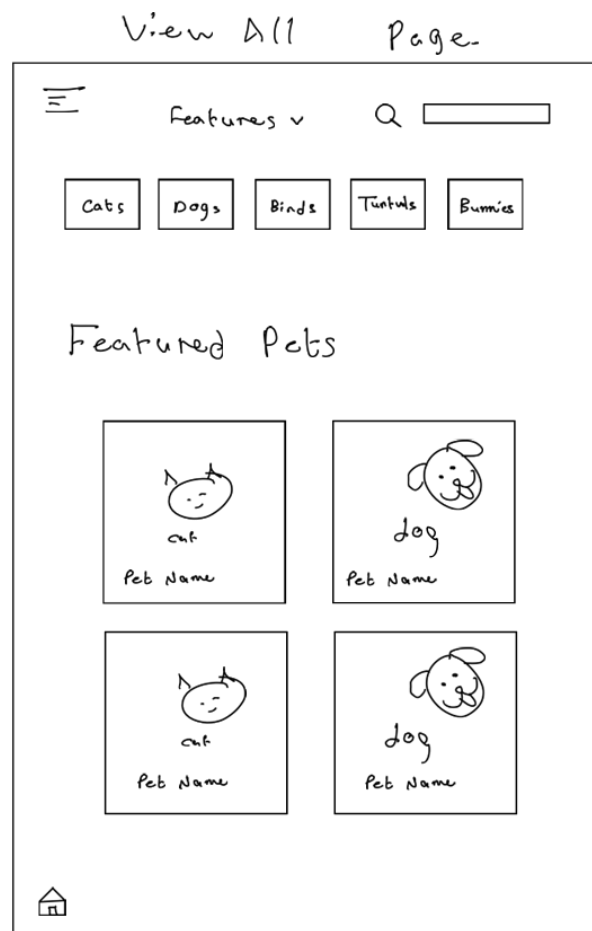 View All Page
Features v
Cats Dogs Birds Turtuls Bunnies
Featured Pets
cat dog
Pet Name Pet Name
cat dog
Pet Name Pet Name